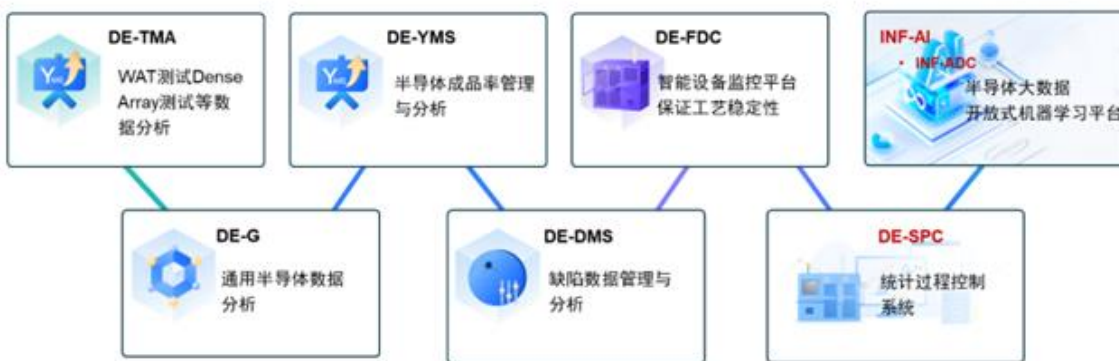 DE-TMA
WAT测试Dense
Array测试等数
据分析
DE-YMS
半导体成品率管理
与分析
DE-FDC
智能设备监控平台
保证工艺稳定性
INF-AI
• INF-ADC
半导体大数据
开放式机器学习平台
DE-G
通用半导体数据
分析
DE-DMS
缺陷数据管理与
分析
DE-SPC
统计过程控制
系统